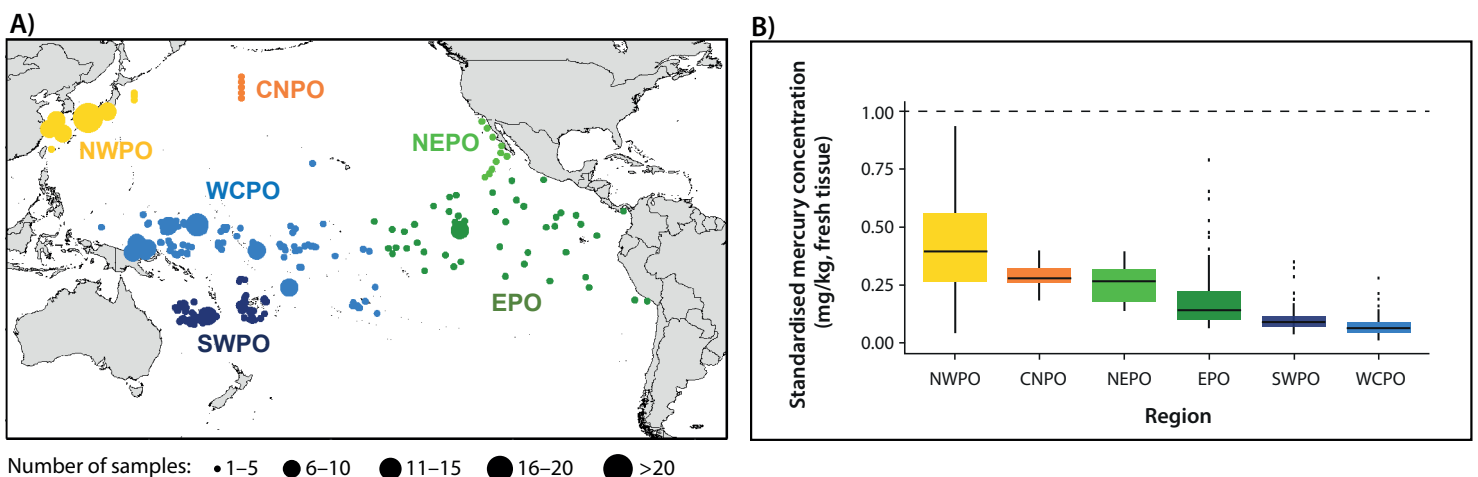 A)
CNPO
NWPO
NEPO
WCPO
EPO
SWPO
Number of samples: 1–5 6–10 11–15 16–20 >20
B)
Standardised mercury concentration
(mg/kg, fresh tissue)
1.00
0.75
0.50
0.25
0.00
NWPO CNPO NEPO EPO SWPO WCPO
Region